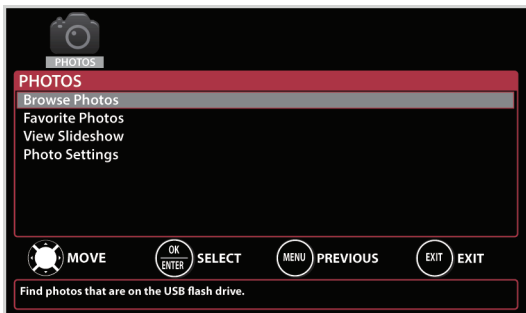 PHOTOS
PHOTOS
Browse Photos
Favorite Photos
View Slideshow
Photo Settings
MOVE OK ENTER SELECT MENU PREVIOUS EXIT EXIT
Find photos that are on the USB flash drive.